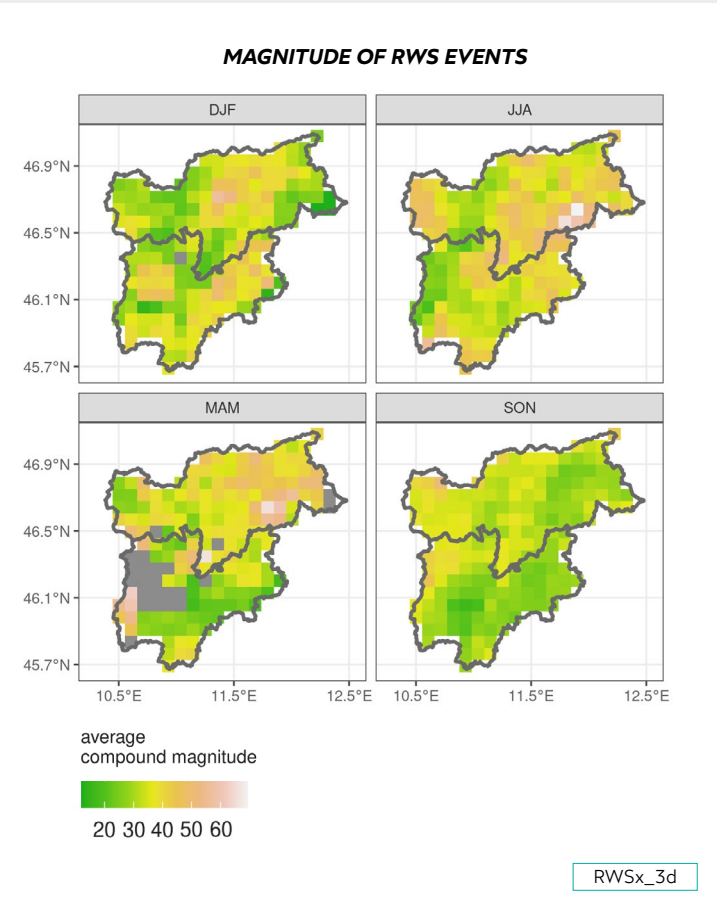 MAGNITUDE OF RWS EVENTS
DJF
JJA
46.9°N
46.5°N
46.1°N
45.7°N
MAM
SON
46.9°N
46.5°N
46.1°N
45.7°N
10.5°E 11.5°E 12.5°E 10.5°E 11.5°E 12.5°E
average
compound magnitude
20 30 40 50 60
RWSx_3d